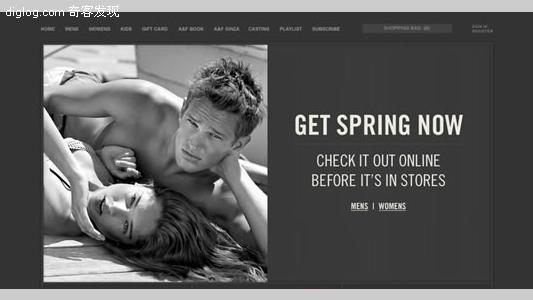 diglog.com 奇客发现
HOME MENS WOMENS KIDS GIFT CARD A&F BOOK A&F GINZA CASTING PLAYLIST SUBSCRIBE SHOPPING BAG (0) SIGN IN
REGISTER
GET SPRING NOW
CHECK IT OUT ONLINE
BEFORE IT'S IN STORES
MENS | WOMENS